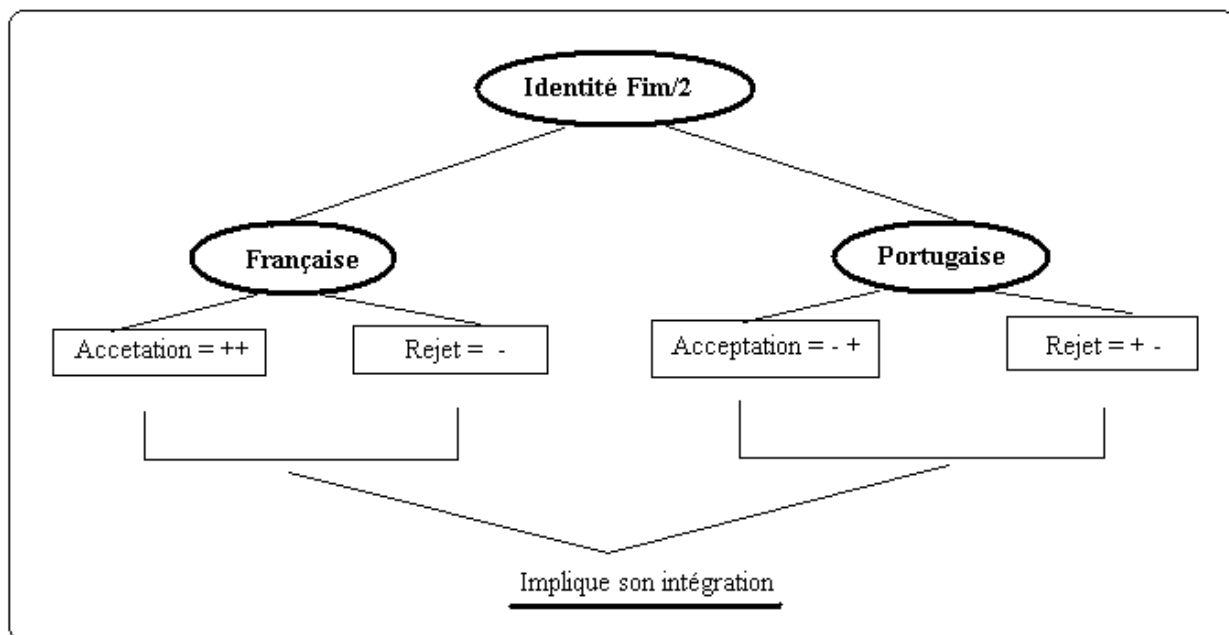 Identité Fim/2
Française
Portugaise
Accetation = ++
Rejet = -
Acceptation = - +
Rejet = + -
Implique son intégration